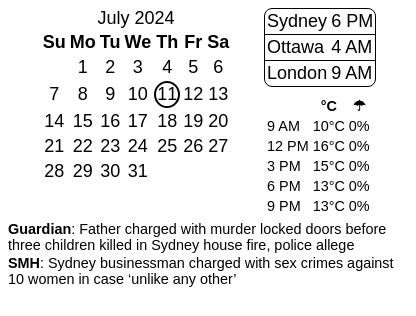 July 2024
Su Mo Tu We Th Fr Sa
1 2 3 4 5 6
7 8 9 10 11 12 13
14 15 16 17 18 19 20
21 22 23 24 25 26 27
28 29 30 31
Sydney 6 PM
Ottawa 4 AM
London 9 AM
°C ☂
9 AM 10°C 0%
12 PM 16°C 0%
3 PM 15°C 0%
6 PM 13°C 0%
9 PM 13°C 0%
Guardian: Father charged with murder locked doors before
three children killed in Sydney house fire, police allege
SMH: Sydney businessman charged with sex crimes against
10 women in case ‘unlike any other’